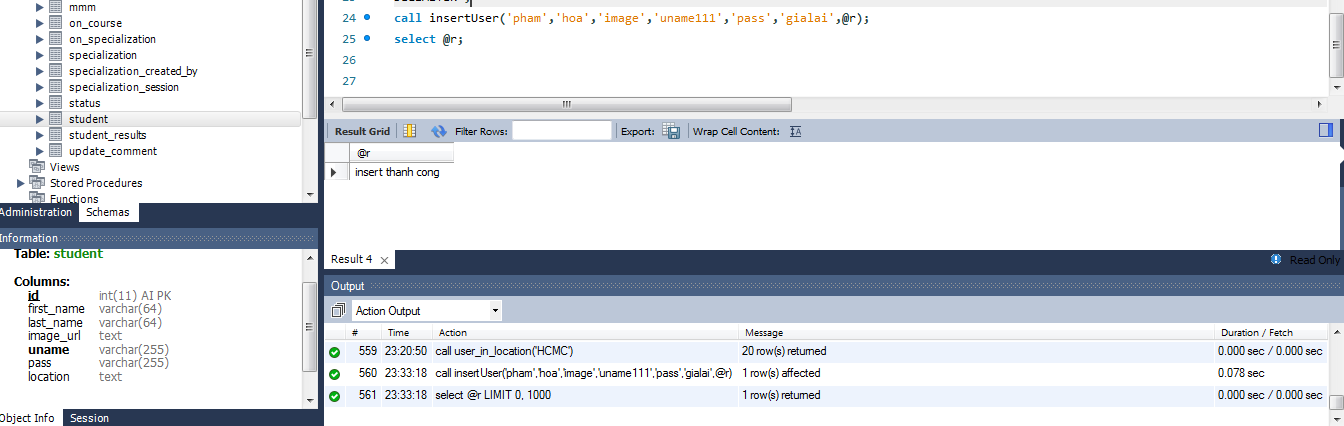 mmm
on_course
on_specialization
specialization
specialization_created_by
specialization_session
status
student
student_results
update_comment
Views
Stored Procedures
Functions
Administration Schemas
Information
Table: student
Columns:
id int(11) AI PK
first_name varchar(64)
last_name varchar(64)
image_url text
uname varchar(255)
pass varchar(255)
location text
Object Info Session
24 call insertUser('pham','hoa','image','uname111','pass','gialai',@r);
25 select @r;
26
27
Result Grid Filter Rows: Export: Wrap Cell Content:
@r
insert thanh cong
Result 4 Read Only
Output
Action Output
# Time Action Message Duration / Fetch
559 23:20:50 call user_in_location('HCMC') 20 row(s) returned 0.000 sec / 0.000 sec
560 23:33:18 call insertUser('pham','hoa','image','uname111','pass','gialai',@r) 1 row(s) affected 0.078 sec
561 23:33:18 select @r LIMIT 0, 1000 1 row(s) returned 0.000 sec / 0.000 sec